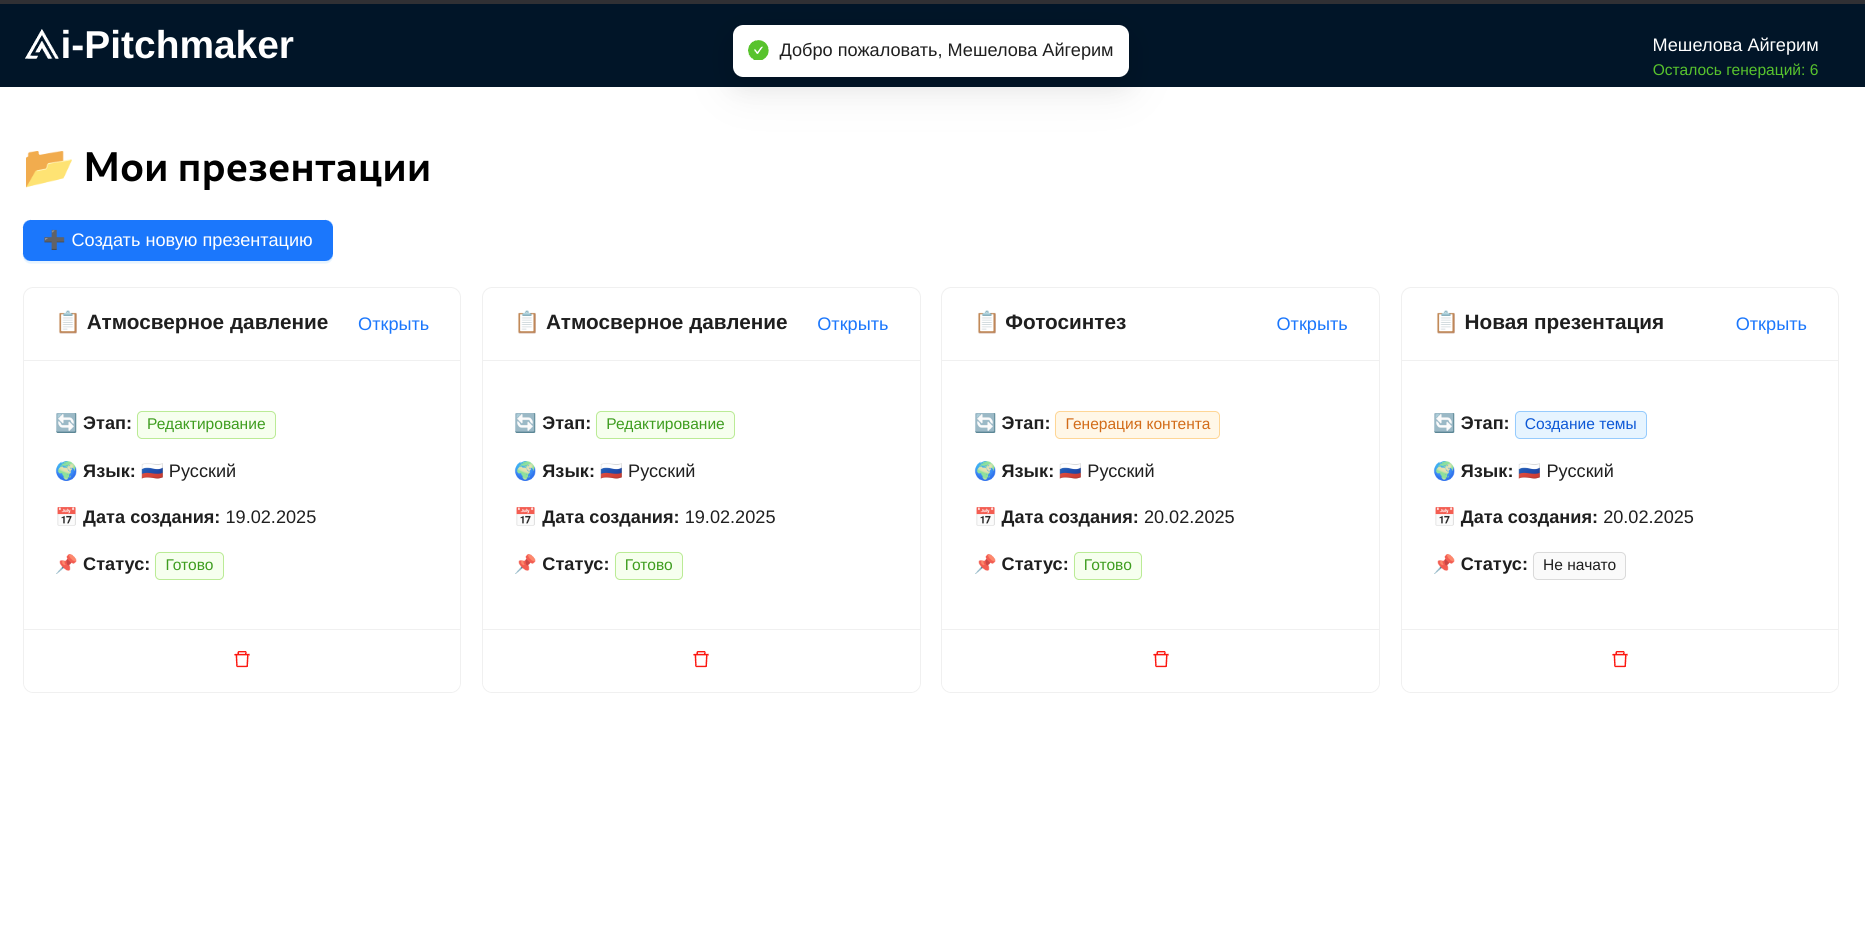 Ai-Pitchmaker
Добро пожаловать, Мешелова Айгерим
Мешелова Айгерим
Осталось генераций: 6
📂 Мои презентации
➕ Создать новую презентацию
📋 Атмосверное давление Открыть
🔄 Этап: Редактирование
🌍 Язык: 🇷🇺 Русский
📅 Дата создания: 19.02.2025
📌 Статус: Готово
📋 Атмосверное давление Открыть
🔄 Этап: Редактирование
🌍 Язык: 🇷🇺 Русский
📅 Дата создания: 19.02.2025
📌 Статус: Готово
📋 Фотосинтез Открыть
🔄 Этап: Генерация контента
🌍 Язык: 🇷🇺 Русский
📅 Дата создания: 20.02.2025
📌 Статус: Готово
📋 Новая презентация Открыть
🔄 Этап: Создание темы
🌍 Язык: 🇷🇺 Русский
📅 Дата создания: 20.02.2025
📌 Статус: Не начато